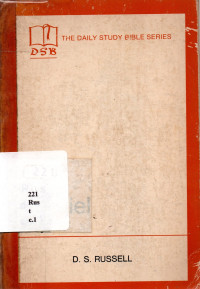 DSB
THE DAILY STUDY BIBLE SERIES
221
Rus
t
c.1
D. S. RUSSELL